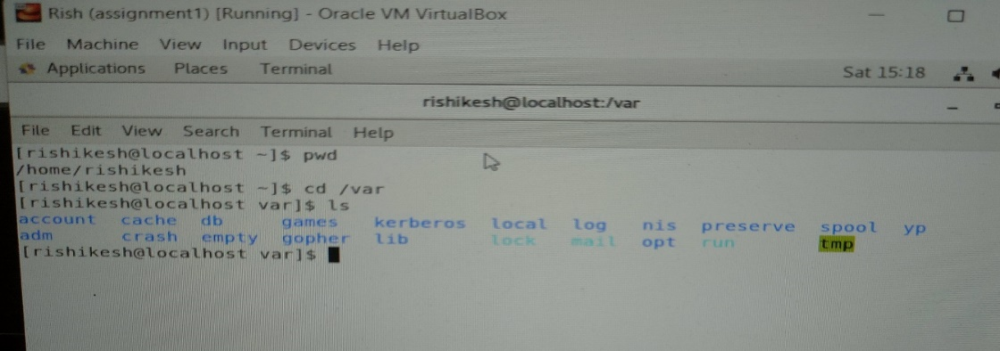 Rish (assignment1) [Running] - Oracle VM VirtualBox
File Machine View Input Devices Help
Applications Places Terminal Sat 15:18
rishikesh@localhost:/var
File Edit View Search Terminal Help
[rishikesh@localhost ~]$ pwd
/home/rishikesh
[rishikesh@localhost ~]$ cd /var
[rishikesh@localhost var]$ ls
account cache db games kerberos local log nis preserve spool yp
adm crash empty gopher lib lock mail opt run tmp
[rishikesh@localhost var]$